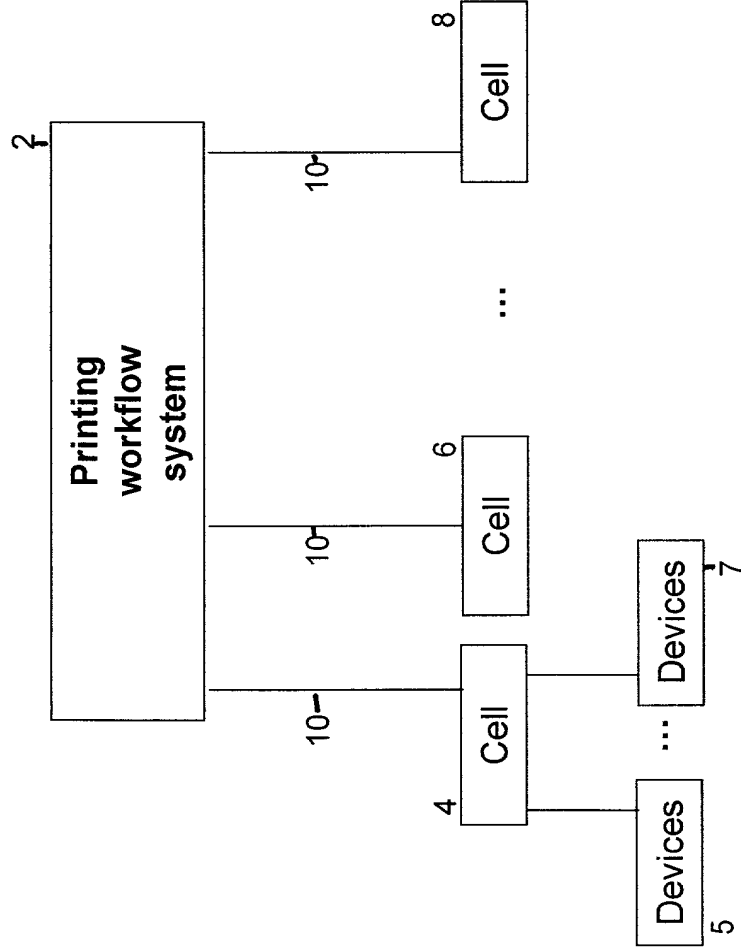 2
Printing
workflow
system
10
10
10
4
Cell
Cell
6
...
Cell
8
Devices
...
Devices
5
7